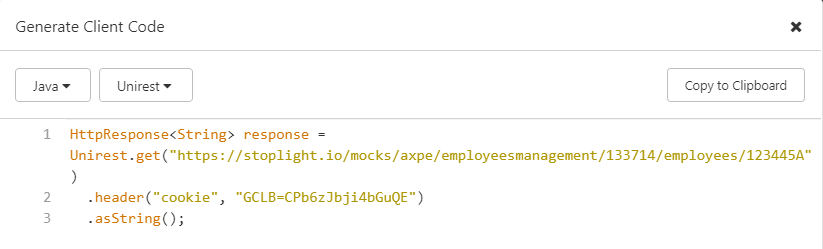 Generate Client Code ✖
Java Unirest Copy to Clipboard
1 HttpResponse<String> response =
Unirest.get("https://stoplight.io/mocks/axpe/employeesmanagement/133714/employees/123445A"
)
2 .header("cookie", "GCLB=CPb6zJbji4bGuQE")
3 .asString();